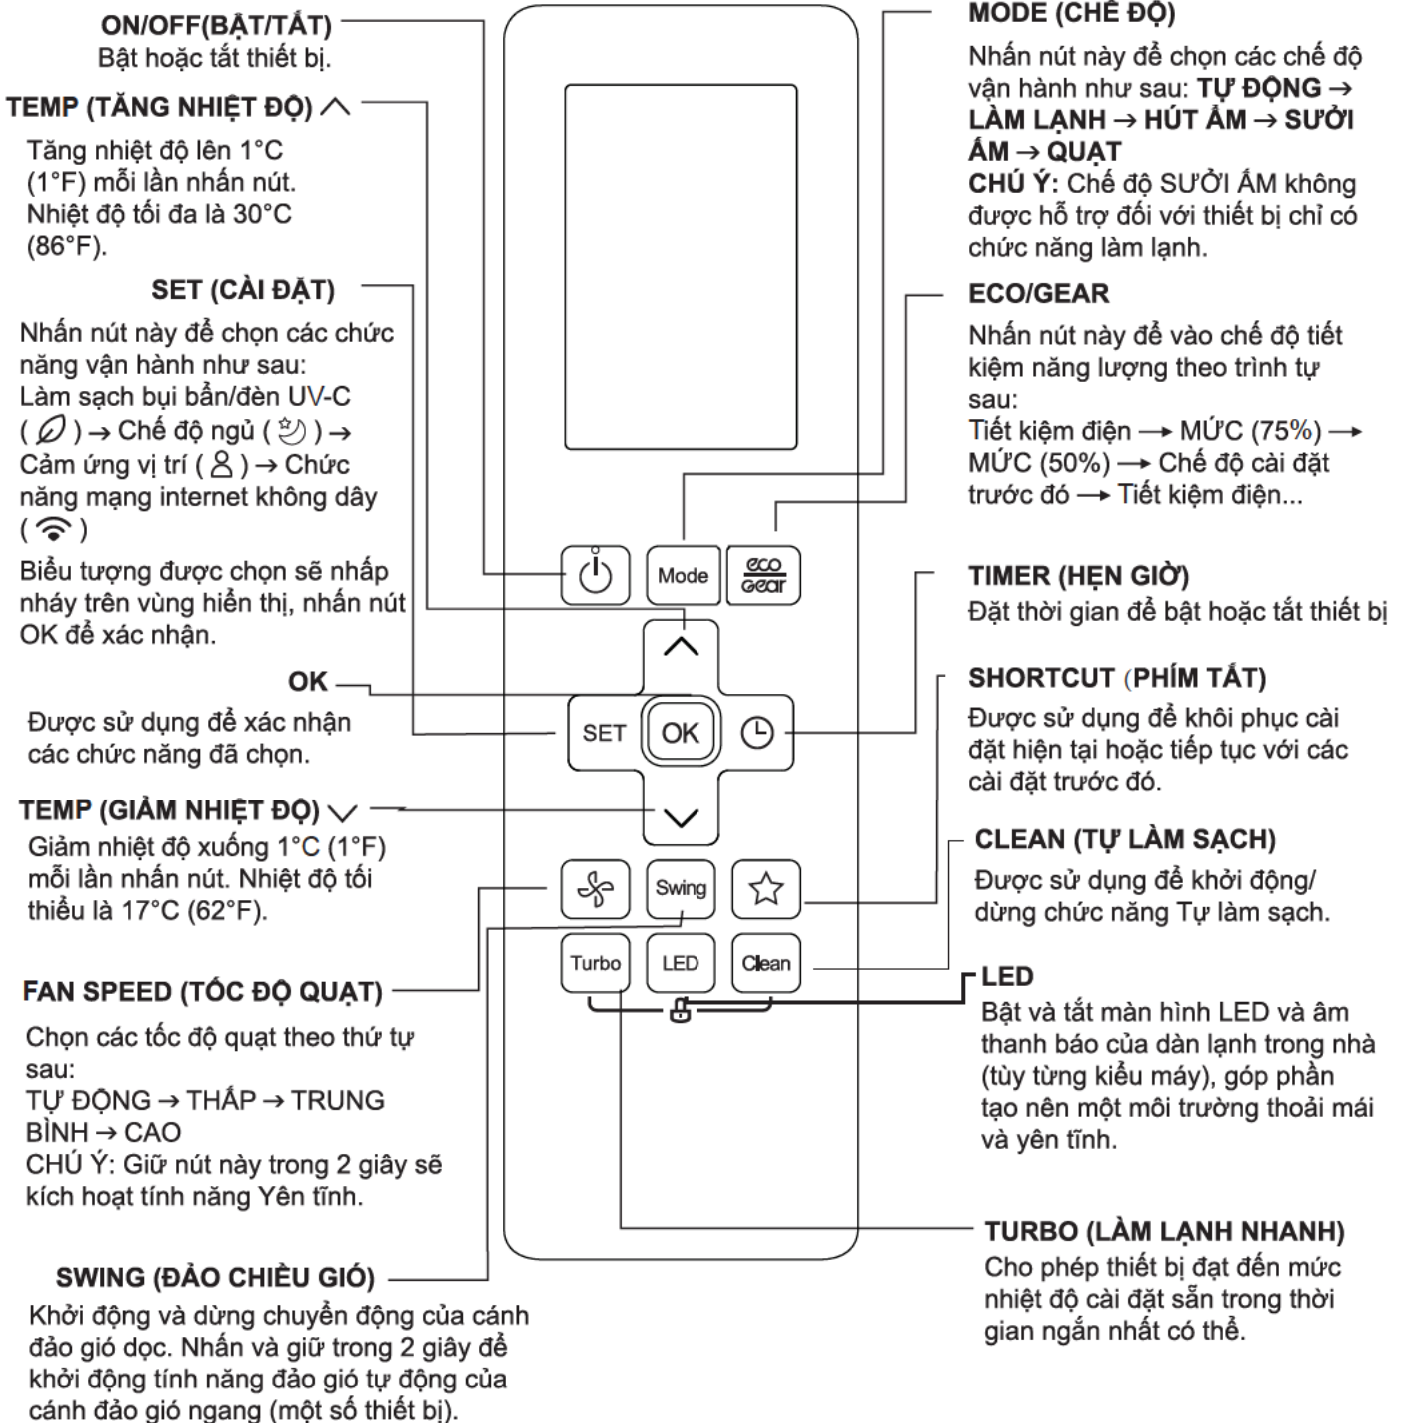 ON/OFF(BẬT/TẮT)
Bật hoặc tắt thiết bị.
TEMP (TĂNG NHIỆT ĐỘ)
Tăng nhiệt độ lên 1°C
(1°F) mỗi lần nhấn nút.
Nhiệt độ tối đa là 30°C
(86°F).
SET (CÀI ĐẶT)
Nhấn nút này để chọn các chức
năng vận hành như sau:
Làm sạch bụi bẩn/đèn UV-C
( ) → Chế độ ngủ ( ) →
Cảm ứng vị trí ( ) → Chức
năng mạng internet không dây
( )
Biểu tượng được chọn sẽ nhấp
nháy trên vùng hiển thị, nhấn nút
OK để xác nhận.
OK
Được sử dụng để xác nhận
các chức năng đã chọn.
TEMP (GIẢM NHIỆT ĐỘ)
Giảm nhiệt độ xuống 1°C (1°F)
mỗi lần nhấn nút. Nhiệt độ tối
thiểu là 17°C (62°F).
FAN SPEED (TỐC ĐỘ QUẠT)
Chọn các tốc độ quạt theo thứ tự
sau:
TỰ ĐỘNG → THẤP → TRUNG
BÌNH → CAO
CHÚ Ý: Giữ nút này trong 2 giây sẽ
kích hoạt tính năng Yên tĩnh.
SWING (ĐẢO CHIỀU GIÓ)
Khởi động và dừng chuyển động của cánh
đảo gió dọc. Nhấn và giữ trong 2 giây để
khởi động tính năng đảo gió tự động của
cánh đảo gió ngang (một số thiết bị).
Mode
eco
gear
SET
OK
Swing
Turbo
LED
Clean
MODE (CHẾ ĐỘ)
Nhấn nút này để chọn các chế độ
vận hành như sau: TỰ ĐỘNG →
LÀM LẠNH → HÚT ẨM → SƯỞI
ẤM → QUẠT
CHÚ Ý: Chế độ SƯỞI ẤM không
được hỗ trợ đối với thiết bị chỉ có
chức năng làm lạnh.
ECO/GEAR
Nhấn nút này để vào chế độ tiết
kiệm năng lượng theo trình tự
sau:
Tiết kiệm điện → MỨC (75%) →
MỨC (50%) → Chế độ cài đặt
trước đó → Tiết kiệm điện...
TIMER (HẸN GIỜ)
Đặt thời gian để bật hoặc tắt thiết bị
SHORTCUT (PHÍM TẮT)
Được sử dụng để khôi phục cài
đặt hiện tại hoặc tiếp tục với các
cài đặt trước đó.
CLEAN (TỰ LÀM SẠCH)
Được sử dụng để khởi động/
dừng chức năng Tự làm sạch.
LED
Bật và tắt màn hình LED và âm
thanh báo của dàn lạnh trong nhà
(tùy từng kiểu máy), góp phần
tạo nên một môi trường thoải mái
và yên tĩnh.
TURBO (LÀM LẠNH NHANH)
Cho phép thiết bị đạt đến mức
nhiệt độ cài đặt sẵn trong thời
gian ngắn nhất có thể.